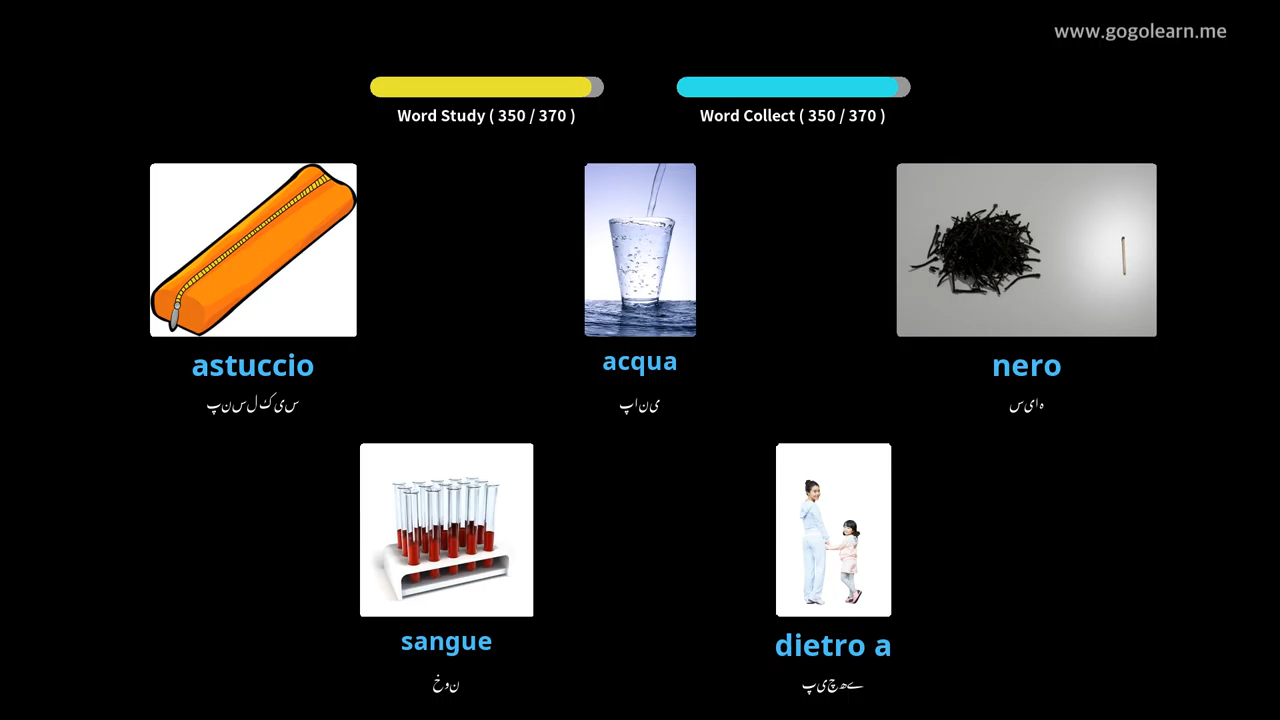 www.gogolearn.me
Word Study ( 350 / 370 )
Word Collect ( 350 / 370 )
astuccio
پنسل کیس
acqua
پانی
nero
سیاہ
sangue
خون
dietro a
پیچھے